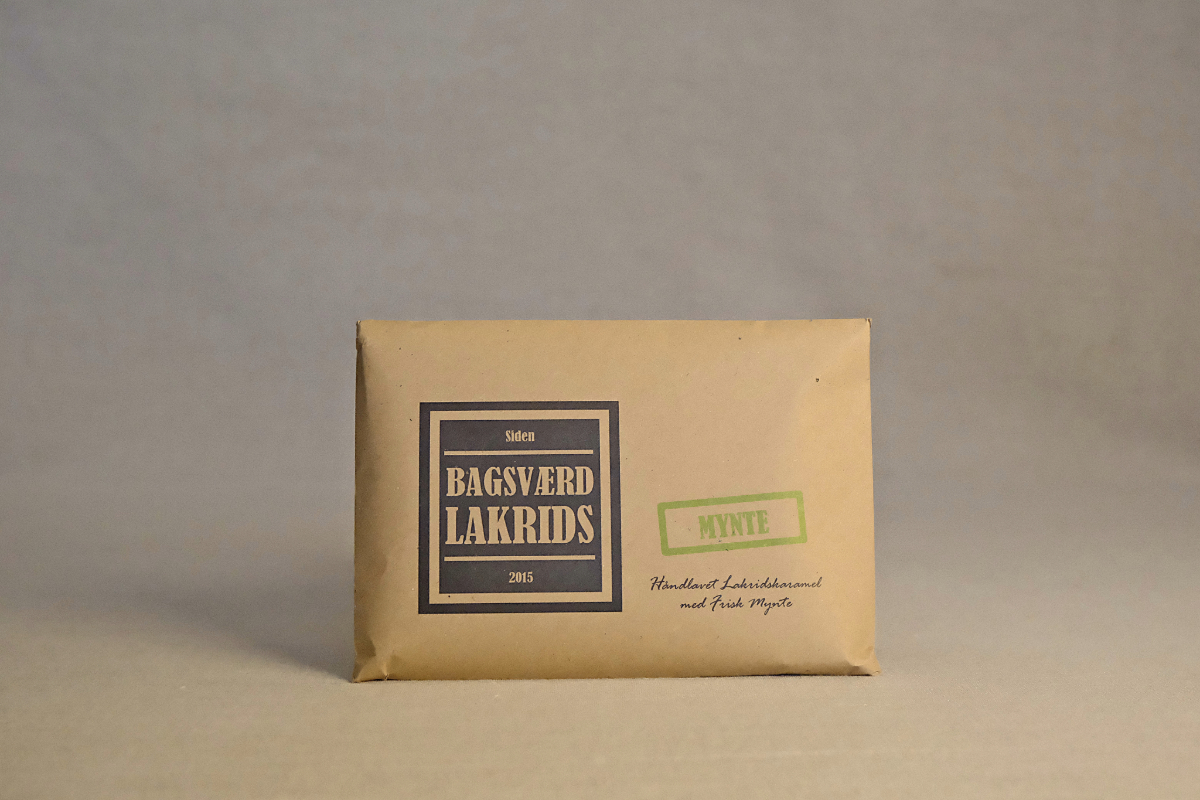 Siden
BAGSVÆRD
LAKRIDS
2015
MYNTE
Håndlavet Lakridskaramel
med Frisk Mynte